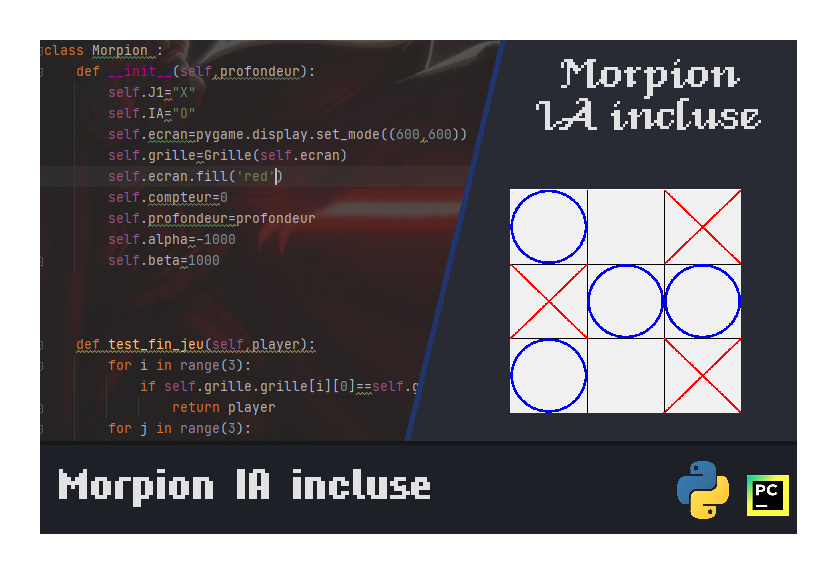 class Morpion :
def __init__(self,profondeur):
self.J1="X"
self.IA="O"
self.ecran=pygame.display.set_mode((600,600))
self.grille=Grille(self.ecran)
self.ecran.fill('red')
self.compteur=0
self.profondeur=profondeur
self.alpha=-1000
self.beta=1000
def test_fin_jeu(self,player):
for i in range(3):
if self.grille.grille[i][0]==self.g
return player
for j in range(3):
Morpion
IA incluse
Morpion IA incluse
PC